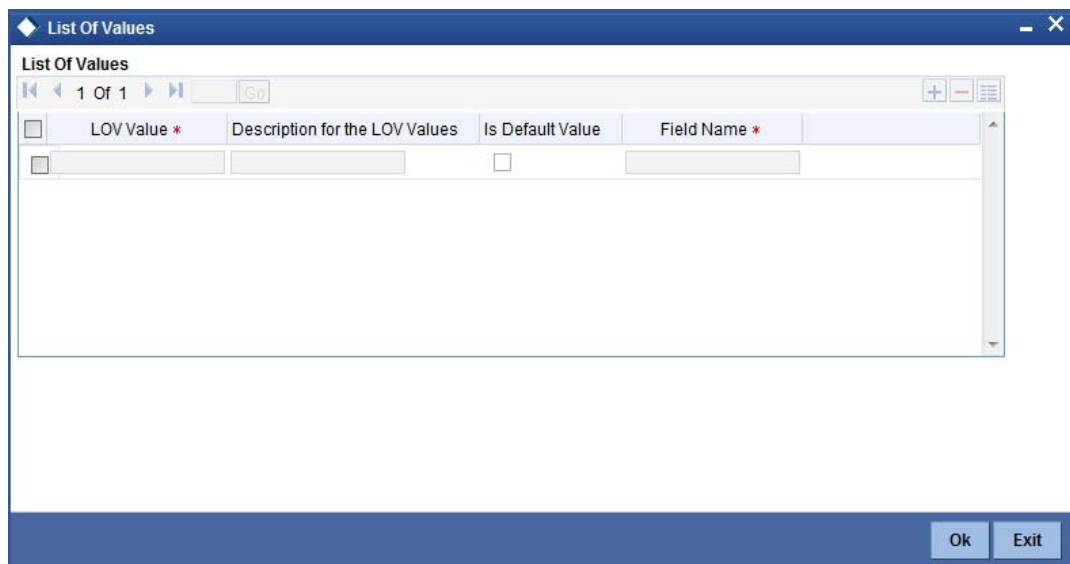 List Of Values
List Of Values
1 Of 1 Go
LOV Value * Description for the LOV Values Is Default Value Field Name *
Ok Exit